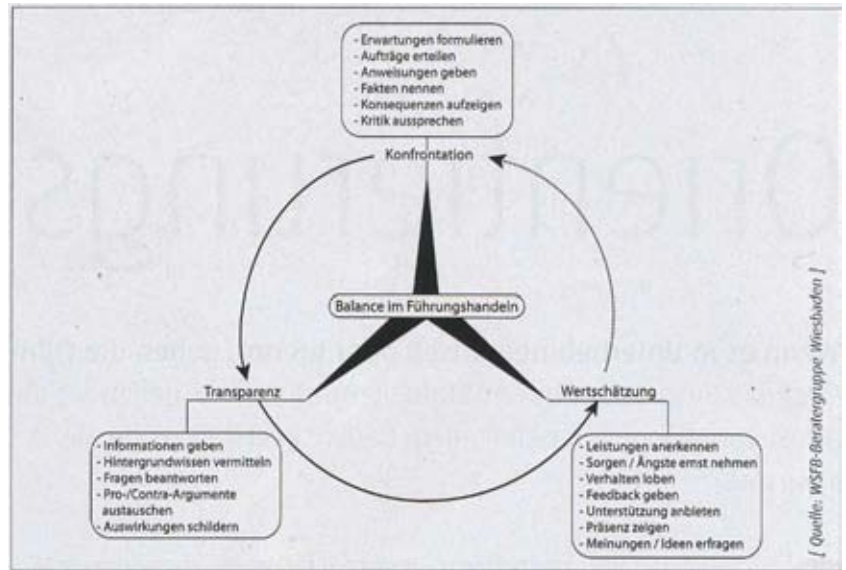 - Erwartungen formulieren
- Aufträge erteilen
- Anweisungen geben
- Fakten nennen
- Konsequenzen aufzeigen
- Kritik aussprechen
Konfrontation
Balance im Führungshandeln
Transparenz
- Informationen geben
- Hintergrundwissen vermitteln
- Fragen beantworten
- Pro-/Contra-Argumente
austauschen
- Auswirkungen schildern
Wertschätzung
- Leistungen anerkennen
- Sorgen / Ängste ernst nehmen
- Verhalten loben
- Feedback geben
- Unterstützung anbieten
- Präsenz zeigen
- Meinungen / Ideen erfragen
[ Quelle: WSFB-Beratergruppe Wiesbaden ]